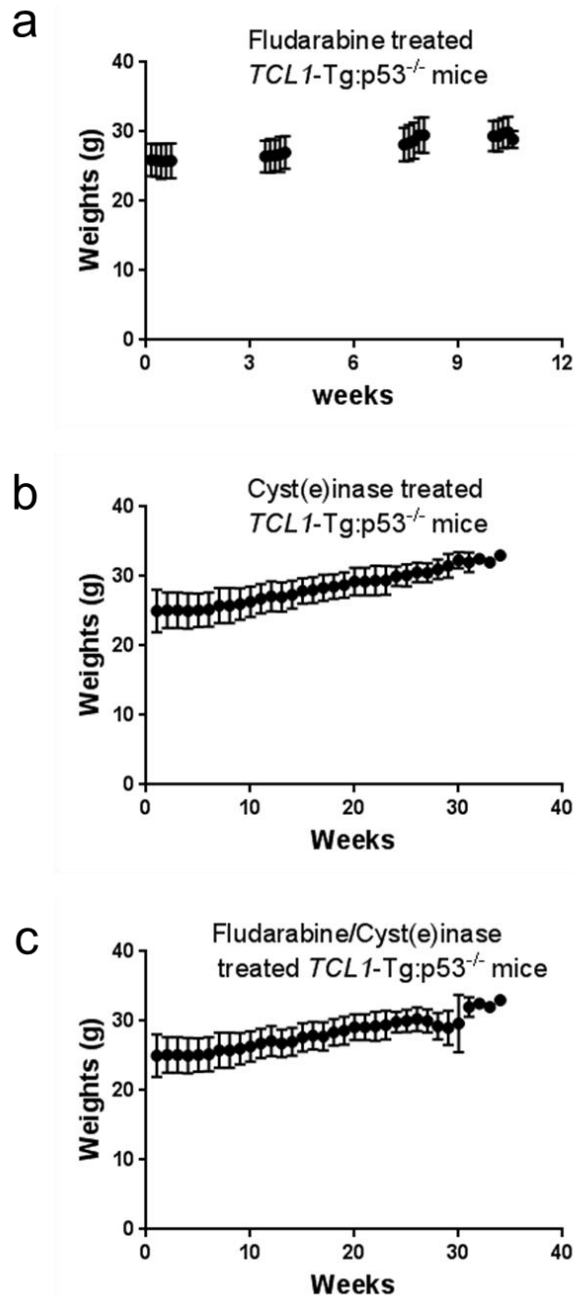 a
Fludarabine treated
TCL1-Tg:p53-/- mice
Weights (g)
40
30
20
10
0
0 3 6 9 12
weeks
b
Cyst(e)inase treated
TCL1-Tg:p53-/- mice
Weights (g)
40
30
20
10
0
0 10 20 30 40
Weeks
c
Fludarabine/Cyst(e)inase
treated TCL1-Tg:p53-/- mice
Weights (g)
40
30
20
10
0
0 10 20 30 40
Weeks